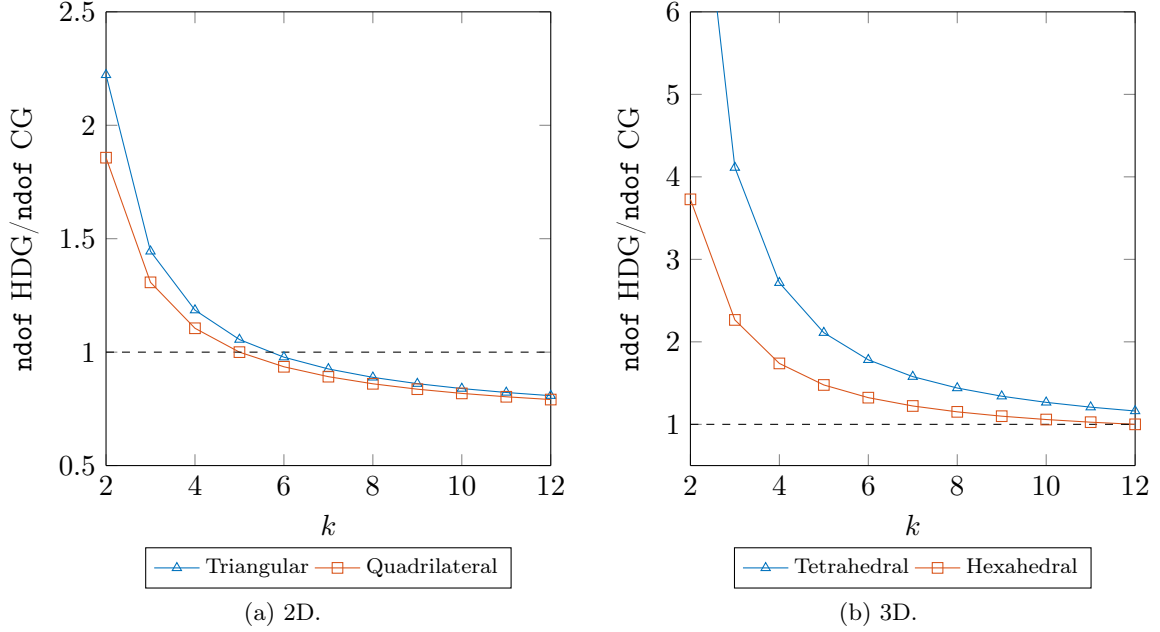 2.5
2
1.5
1
0.5
ndof HDG/ndof CG
2 4 6 8 10 12
k
Triangular Quadrilateral
(a) 2D.
6
5
4
3
2
1
ndof HDG/ndof CG
2 4 6 8 10 12
k
Tetrahedral Hexahedral
(b) 3D.